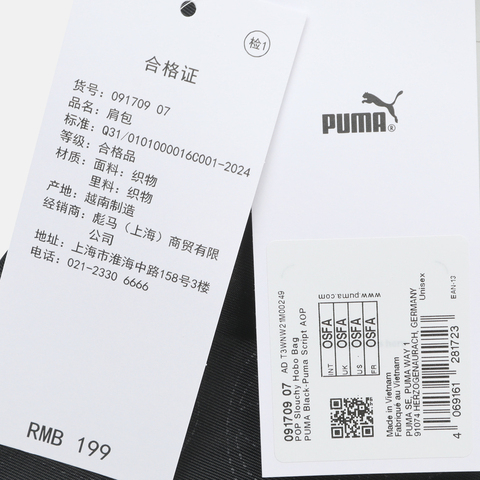 检1
合格证
货号: 091709 07
品名: 肩包
标准: Q31/0101000016C001-2024
等级: 合格品
材质: 面料: 织物
里料: 织物
产地: 越南制造
经销商: 彪马（上海）商贸有限
公司
地址: 上海市淮海中路158号3楼
电话: 021-2330 6666
RMB 199
PUMA®
091709 07 AD T3WNW21M00249
POP Slouchy Hobo Bag
PUMA Black-Puma Script AOP
www.puma.com
INT OSFA
UK OSFA
US OSFA
FR OSFA
Made in Vietnam
Fabriqué au Vietnam
PUMA SE, PUMA WAY 1
91074 HERZOGENAURACH, GERMANY
Unisex
4 069161 281723
EAN-13